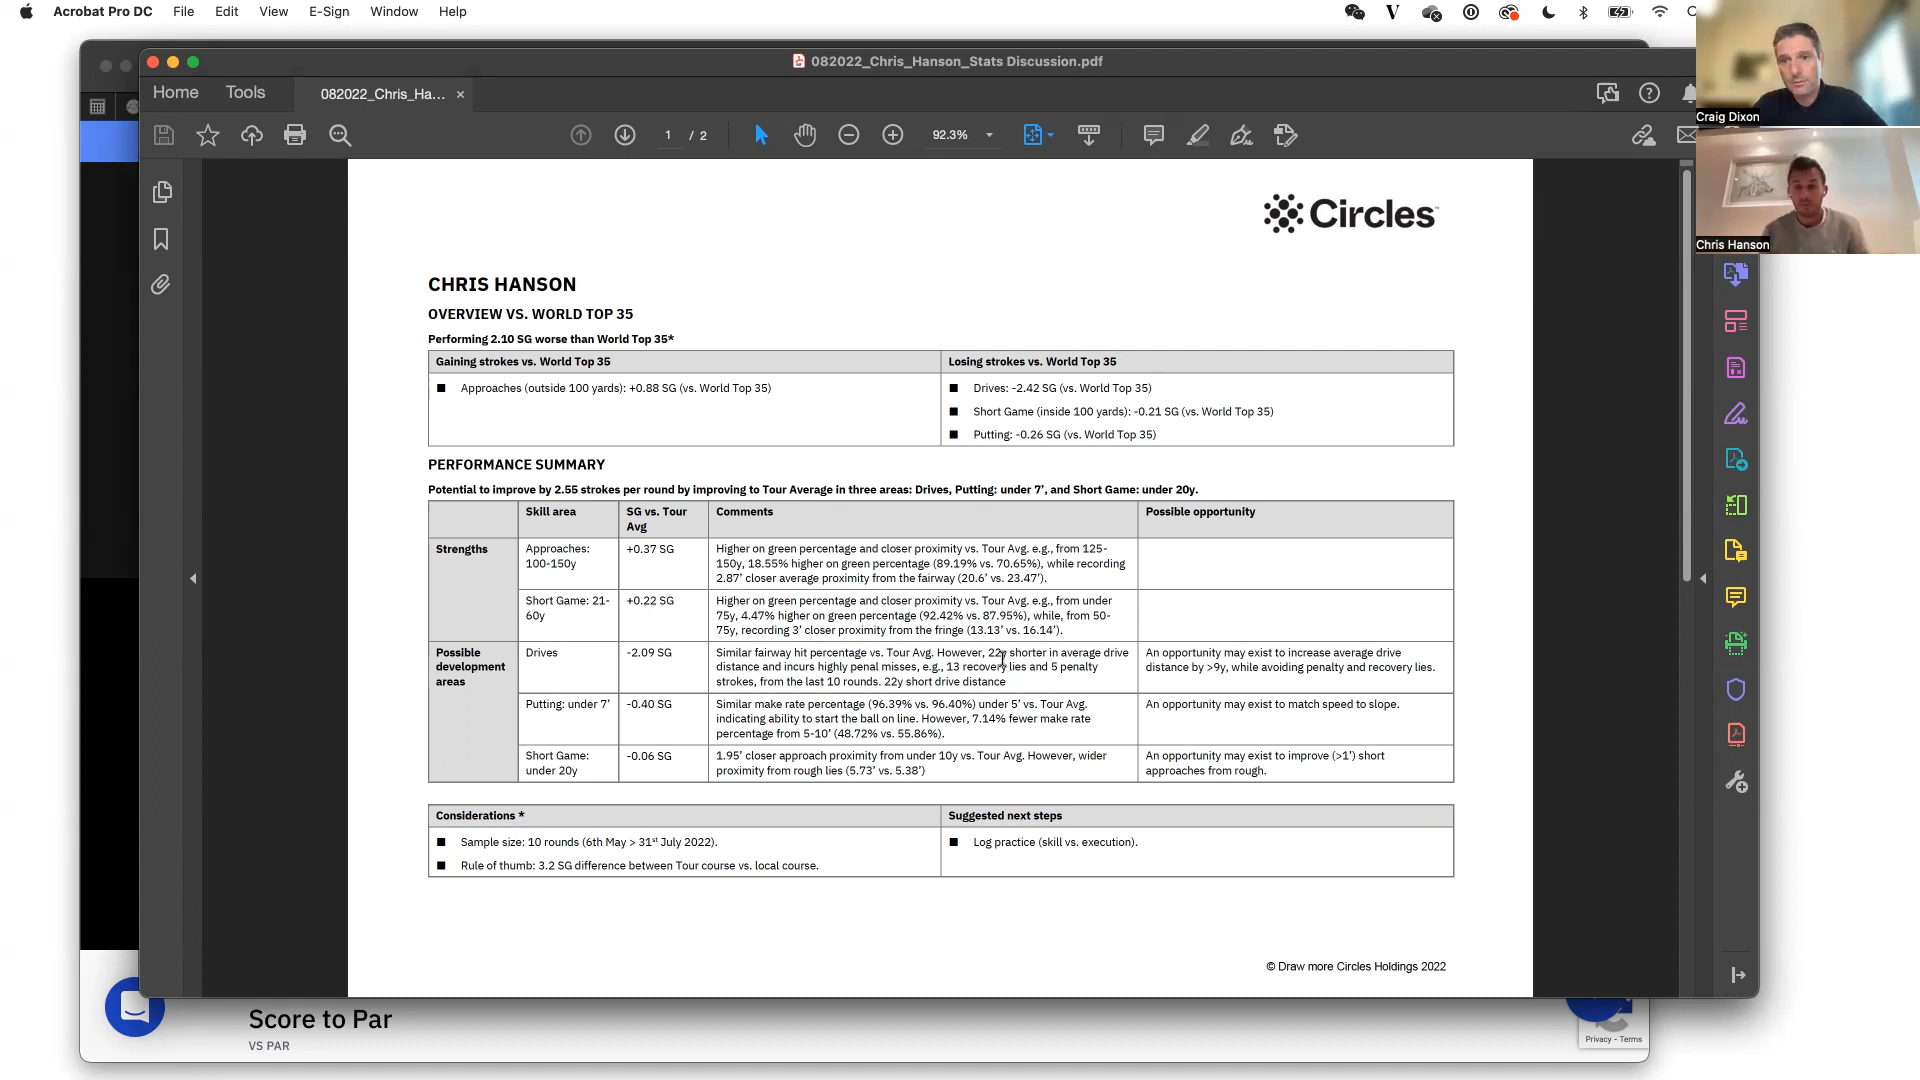 Acrobat Pro DC File Edit View E-Sign Window Help
082022_Chris_Hanson_Stats Discussion.pdf
Home Tools 082022_Chris_Ha...
1 / 2 92.3%
Craig Dixon
Chris Hanson
Circles
CHRIS HANSON
OVERVIEW VS. WORLD TOP 35
Performing 2.10 SG worse than World Top 35*
Gaining strokes vs. World Top 35
Losing strokes vs. World Top 35
Approaches (outside 100 yards): +0.88 SG (vs. World Top 35)
Drives: -2.42 SG (vs. World Top 35)
Short Game (inside 100 yards): -0.21 SG (vs. World Top 35)
Putting: -0.26 SG (vs. World Top 35)
PERFORMANCE SUMMARY
Potential to improve by 2.55 strokes per round by improving to Tour Average in three areas: Drives, Putting: under 7’, and Short Game: under 20y.
Skill area
SG vs. Tour
Avg
Comments
Possible opportunity
Strengths
Approaches:
100-150y
+0.37 SG
Higher on green percentage and closer proximity vs. Tour Avg. e.g., from 125-
150y, 18.55% higher on green percentage (89.19% vs. 70.65%), while recording
2.87’ closer average proximity from the fairway (20.6’ vs. 23.47’).
Short Game: 21-
60y
+0.22 SG
Higher on green percentage and closer proximity vs. Tour Avg. e.g., from under
75y, 4.47% higher on green percentage (92.42% vs. 87.95%), while, from 50-
75y, recording 3’ closer proximity from the fringe (13.13’ vs. 16.14’).
Possible
development
areas
Drives
-2.09 SG
Similar fairway hit percentage vs. Tour Avg. However, 22y shorter in average drive
distance and incurs highly penal misses, e.g., 13 recovery lies and 5 penalty
strokes, from the last 10 rounds. 22y short drive distance
An opportunity may exist to increase average drive
distance by >9y, while avoiding penalty and recovery lies.
Putting: under 7’
-0.40 SG
Similar make rate percentage (96.39% vs. 96.40%) under 5’ vs. Tour Avg.
indicating ability to start the ball on line. However, 7.14% fewer make rate
percentage from 5-10’ (48.72% vs. 55.86%).
An opportunity may exist to match speed to slope.
Short Game:
under 20y
-0.06 SG
1.95’ closer approach proximity from under 10y vs. Tour Avg. However, wider
proximity from rough lies (5.73’ vs. 5.38’)
An opportunity may exist to improve (>1’) short
approaches from rough.
Considerations *
Suggested next steps
Sample size: 10 rounds (6th May > 31st July 2022).
Rule of thumb: 3.2 SG difference between Tour course vs. local course.
Log practice (skill vs. execution).
© Draw more Circles Holdings 2022
Score to Par
VS PAR
Privacy - Terms